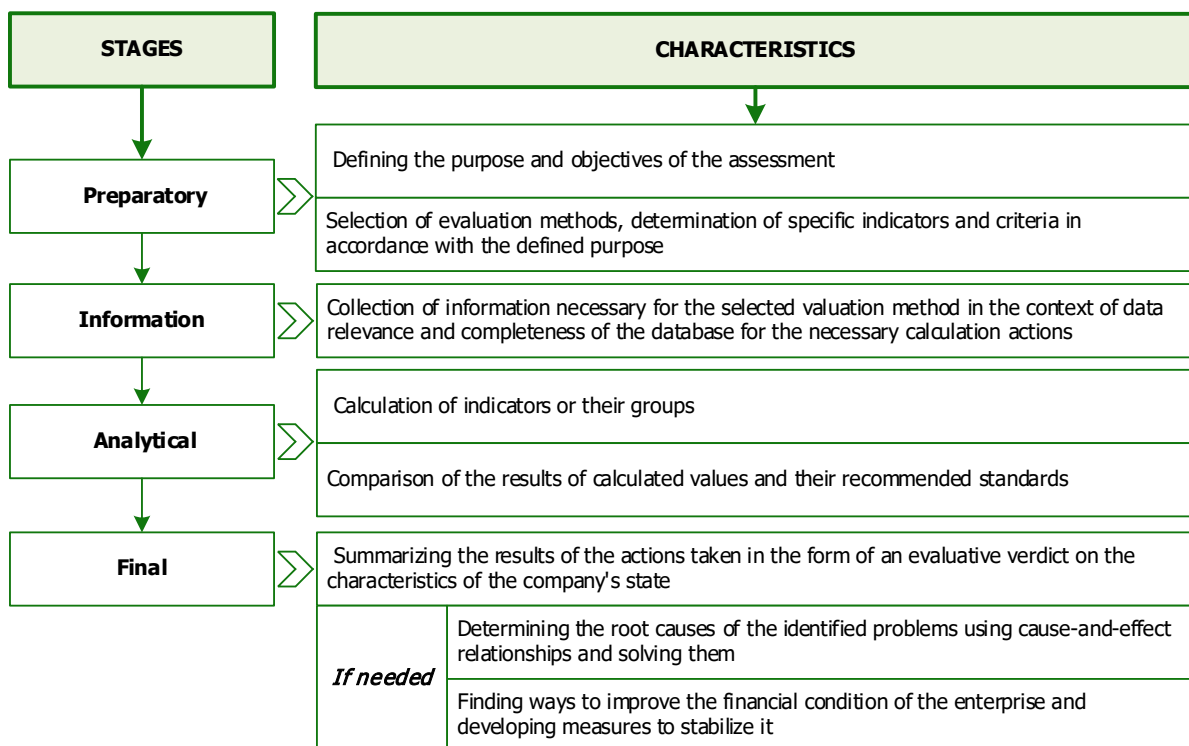 STAGES
CHARACTERISTICS
Preparatory
Defining the purpose and objectives of the assessment
Selection of evaluation methods, determination of specific indicators and criteria in
accordance with the defined purpose
Information
Collection of information necessary for the selected valuation method in the context of data
relevance and completeness of the database for the necessary calculation actions
Analytical
Calculation of indicators or their groups
Comparison of the results of calculated values and their recommended standards
Final
Summarizing the results of the actions taken in the form of an evaluative verdict on the
characteristics of the company's state
If needed
Determining the root causes of the identified problems using cause-and-effect
relationships and solving them
Finding ways to improve the financial condition of the enterprise and
developing measures to stabilize it